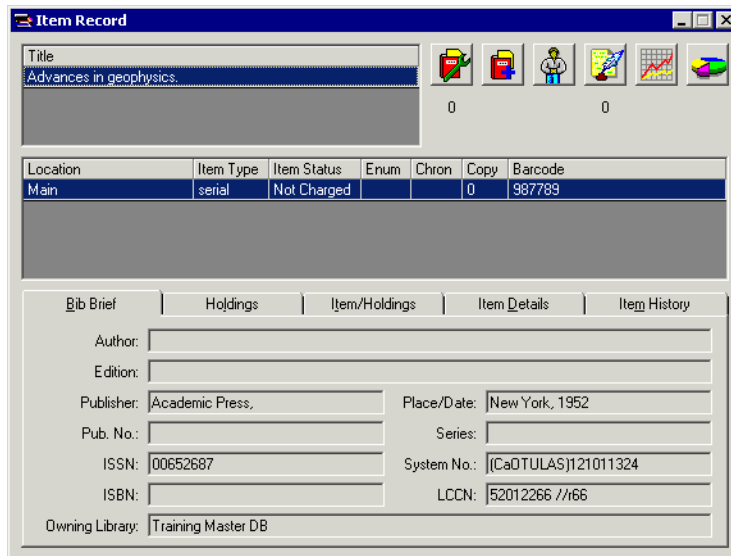 Item Record
Title
Advances in geophysics.
0 0
Location Item Type Item Status Enum Chron Copy Barcode
Main serial Not Charged 0 987789
Bib Brief Holdings Item/Holdings Item Details Item History
Author:
Edition:
Publisher: Academic Press, Place/Date: New York, 1952
Pub. No.: Series:
ISSN: 00652687 System No.: (CaOTULAS)121011324
ISBN: LCCN: 52012266 //r66
Owning Library: Training Master DB